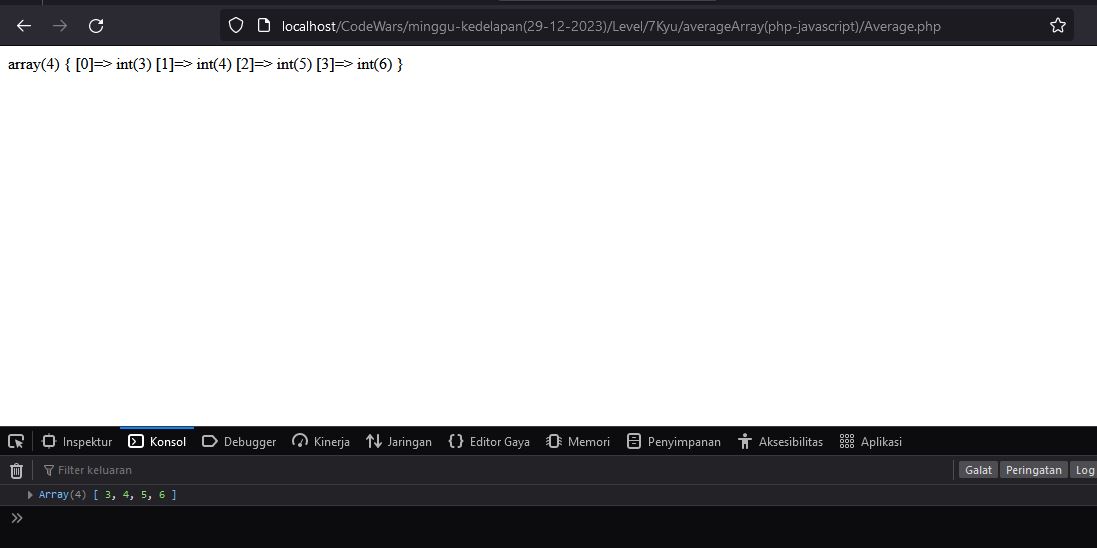 localhost/CodeWars/minggu-kedelapan(29-12-2023)/Level/7Kyu/averageArray(php-javascript)/Average.php
array(4) { [0]=> int(3) [1]=> int(4) [2]=> int(5) [3]=> int(6) }
Inspektur Konsol Debugger Kinerja Jaringan Editor Gaya Memori Penyimpanan Aksesibilitas Aplikasi
Filter keluaran Galat Peringatan Log
Array(4) [ 3, 4, 5, 6 ]